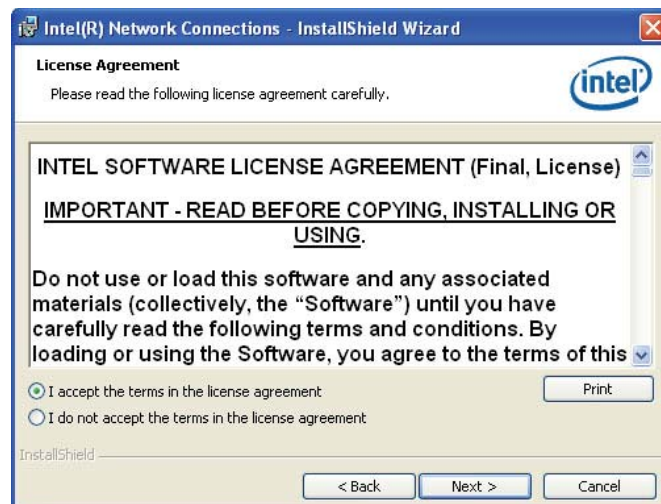 Intel(R) Network Connections - InstallShield Wizard
License Agreement
Please read the following license agreement carefully.
intel
INTEL SOFTWARE LICENSE AGREEMENT (Final, License)
IMPORTANT - READ BEFORE COPYING, INSTALLING OR
USING.
Do not use or load this software and any associated
materials (collectively, the “Software”) until you have
carefully read the following terms and conditions. By
loading or using the Software, you agree to the terms of this
I accept the terms in the license agreement
Print
I do not accept the terms in the license agreement
InstallShield
< Back
Next >
Cancel